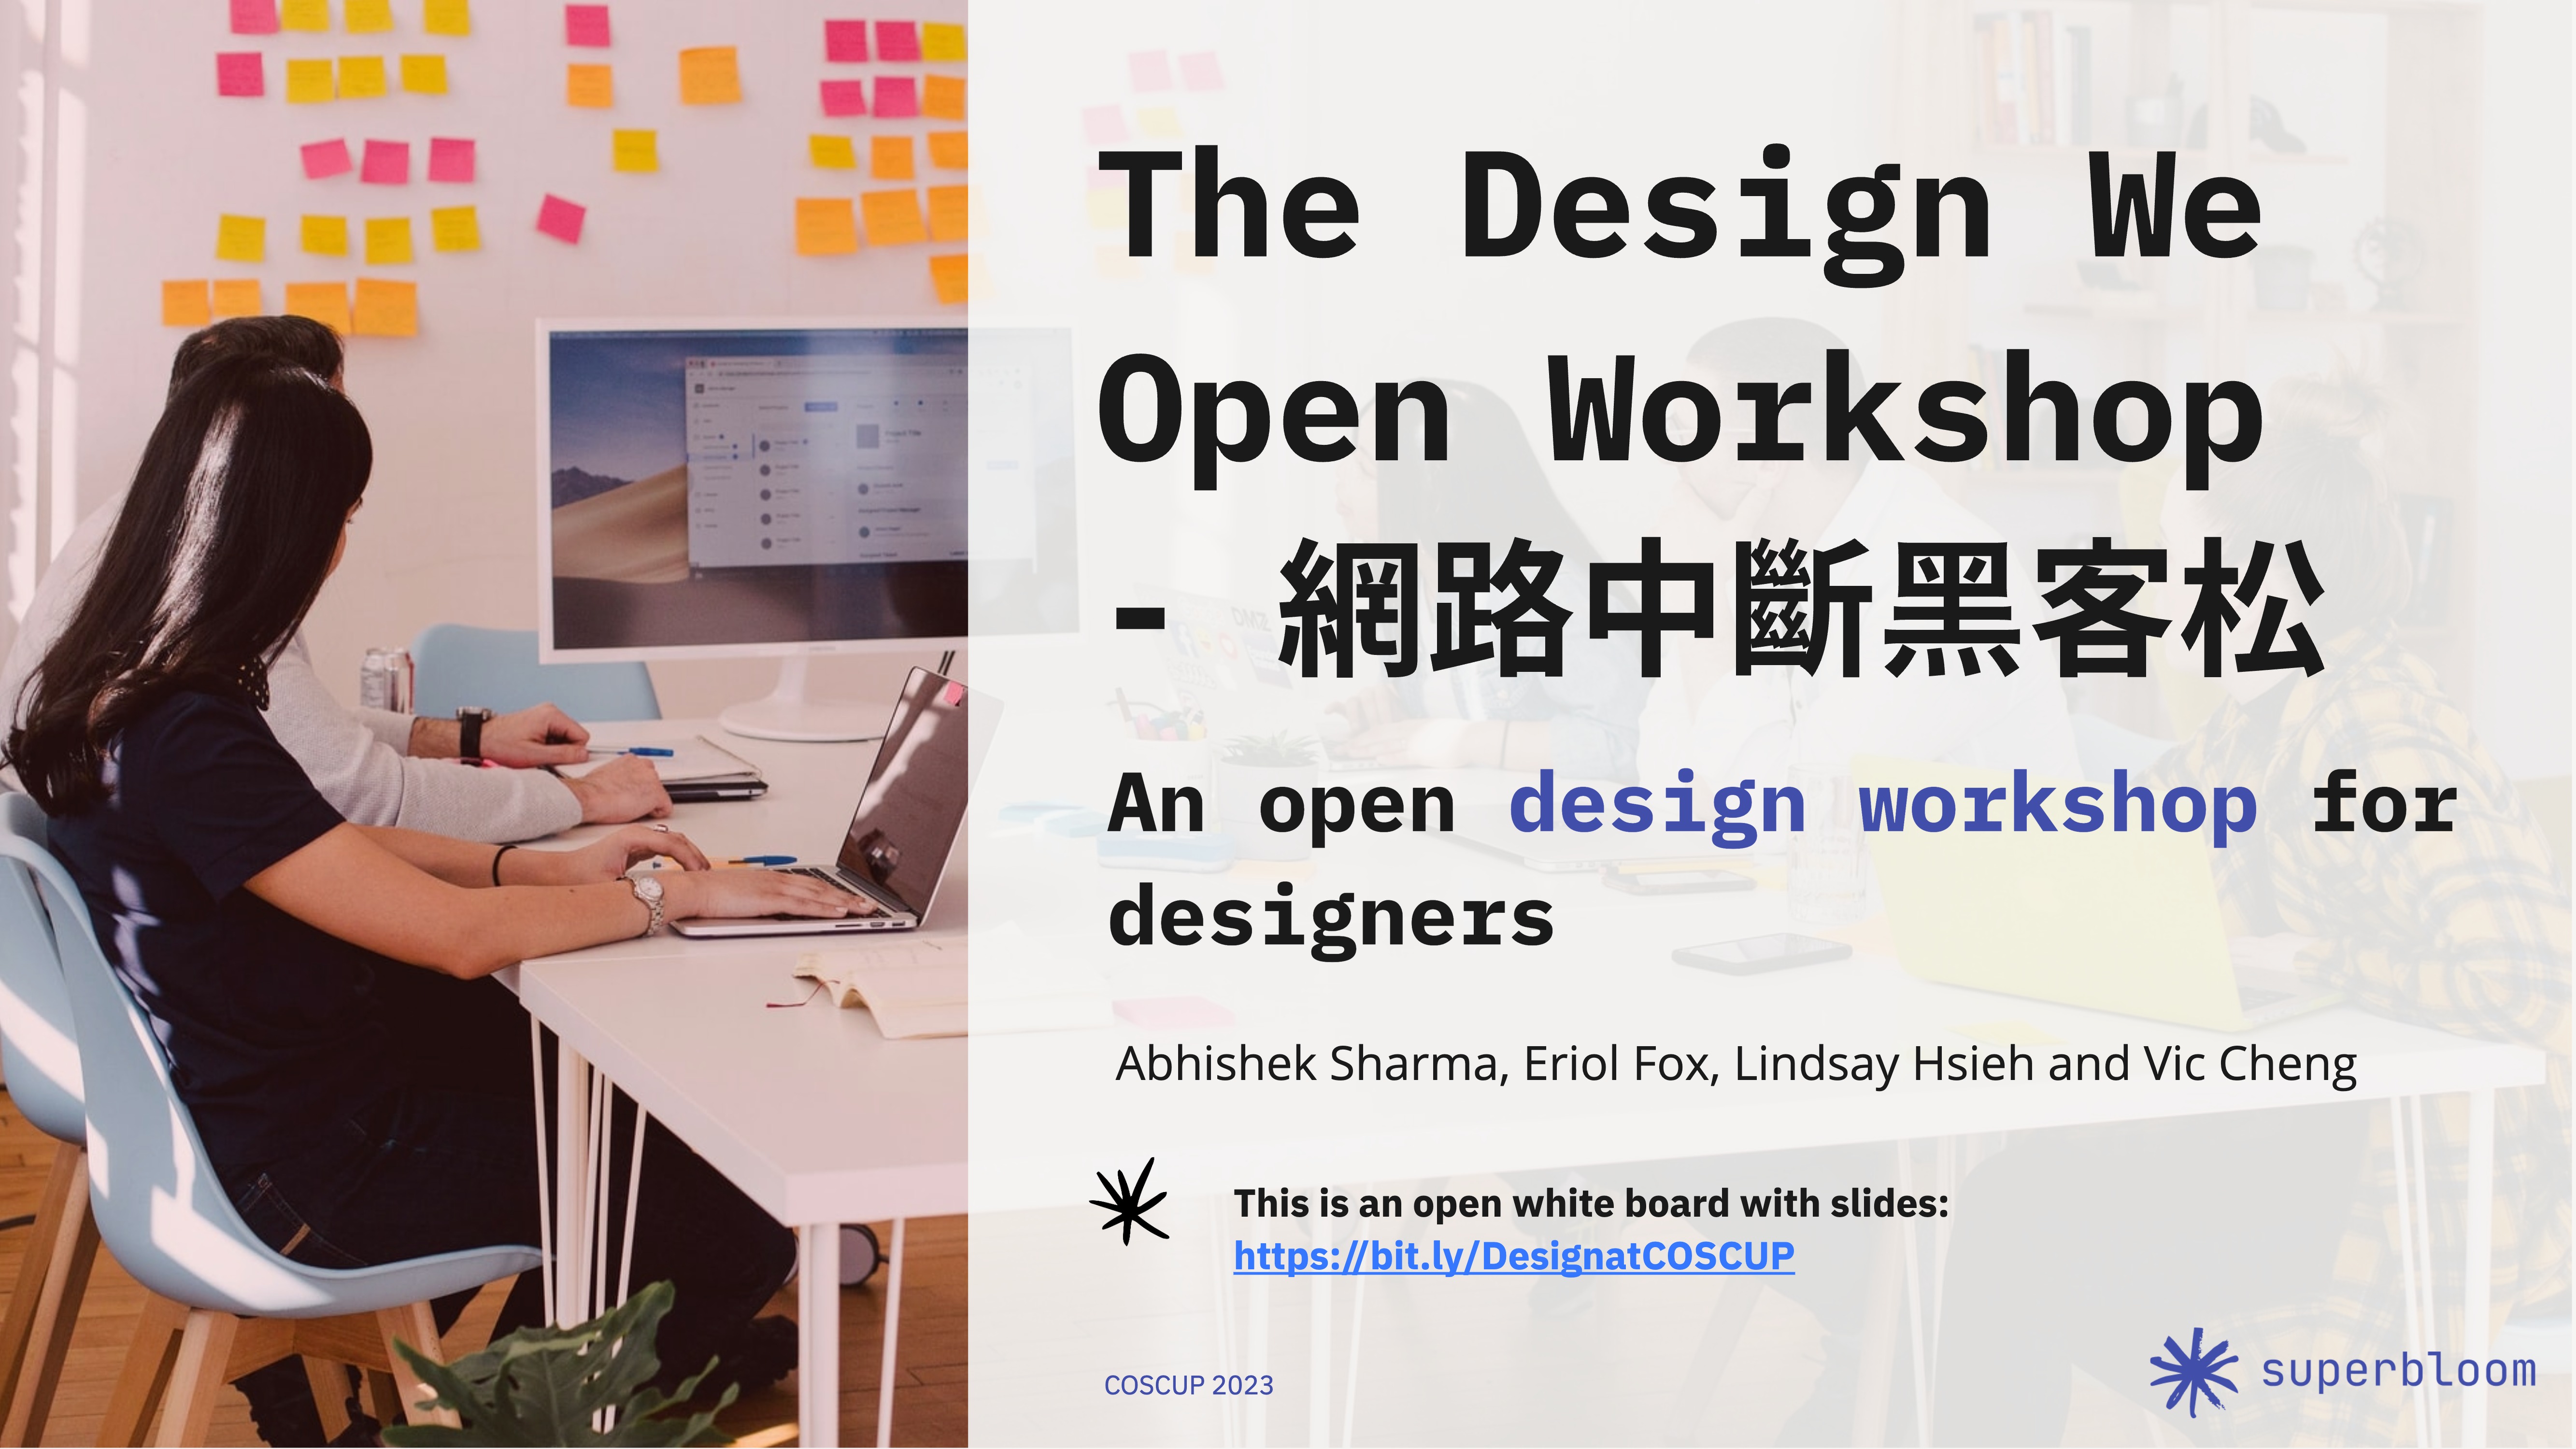 The Design We
Open Workshop
- 網路中斷黑客松
An open design workshop for
designers
Abhishek Sharma, Eriol Fox, Lindsay Hsieh and Vic Cheng
This is an open white board with slides:
https://bit.ly/DesignatCOSCUP
COSCUP 2023
superbloom